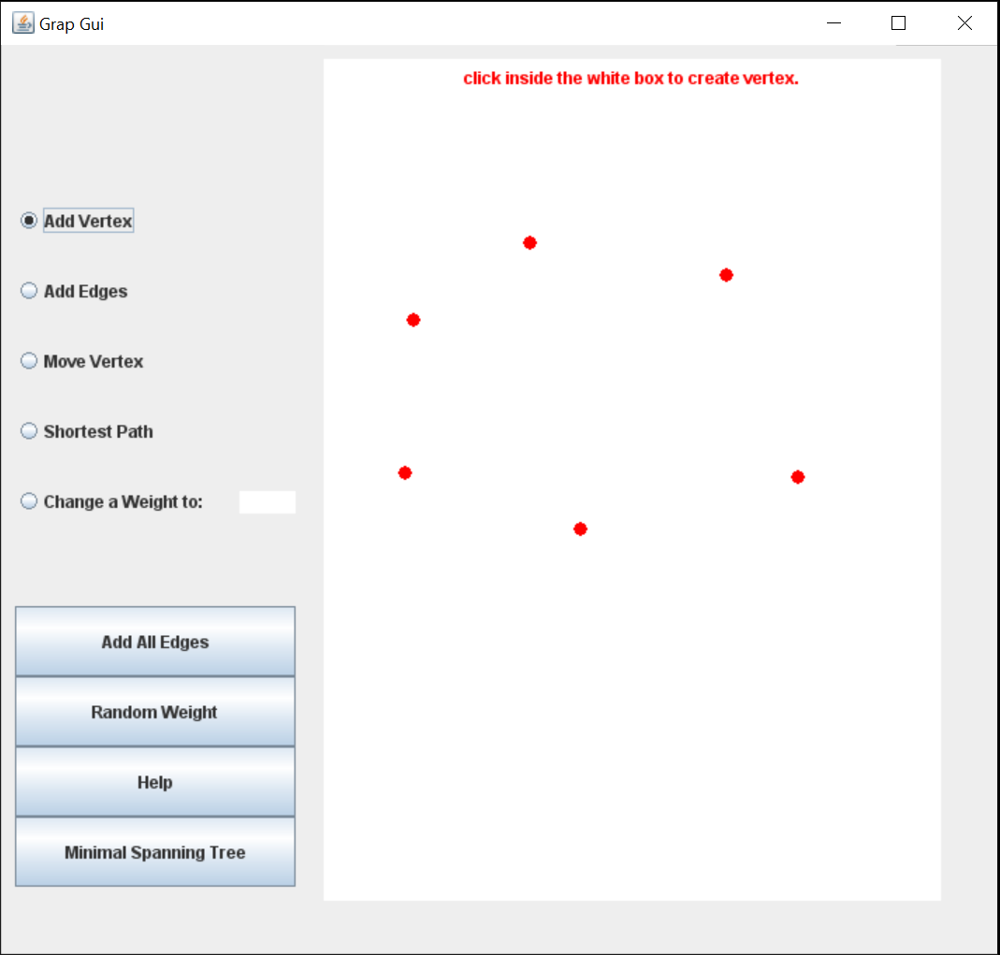 Grap Gui
click inside the white box to create vertex.
Add Vertex
Add Edges
Move Vertex
Shortest Path
Change a Weight to:
Add All Edges
Random Weight
Help
Minimal Spanning Tree